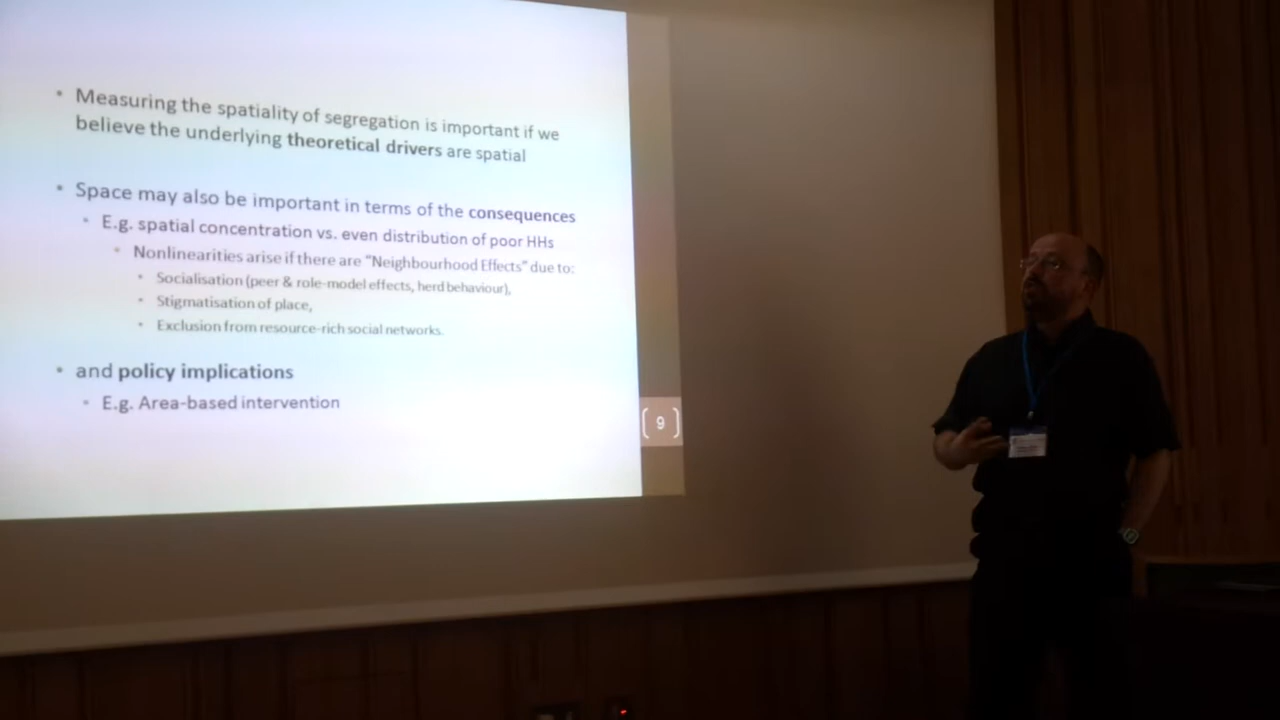 • Measuring the spatiality of segregation is important if we
believe the underlying theoretical drivers are spatial
• Space may also be important in terms of the consequences
• E.g. spatial concentration vs. even distribution of poor HHs
• Nonlinearities arise if there are “Neighbourhood Effects” due to:
• Socialisation (peer & role-model effects, herd behaviour),
• Stigmatisation of place,
• Exclusion from resource-rich social networks.
• and policy implications
• E.g. Area-based intervention
[ 9 ]